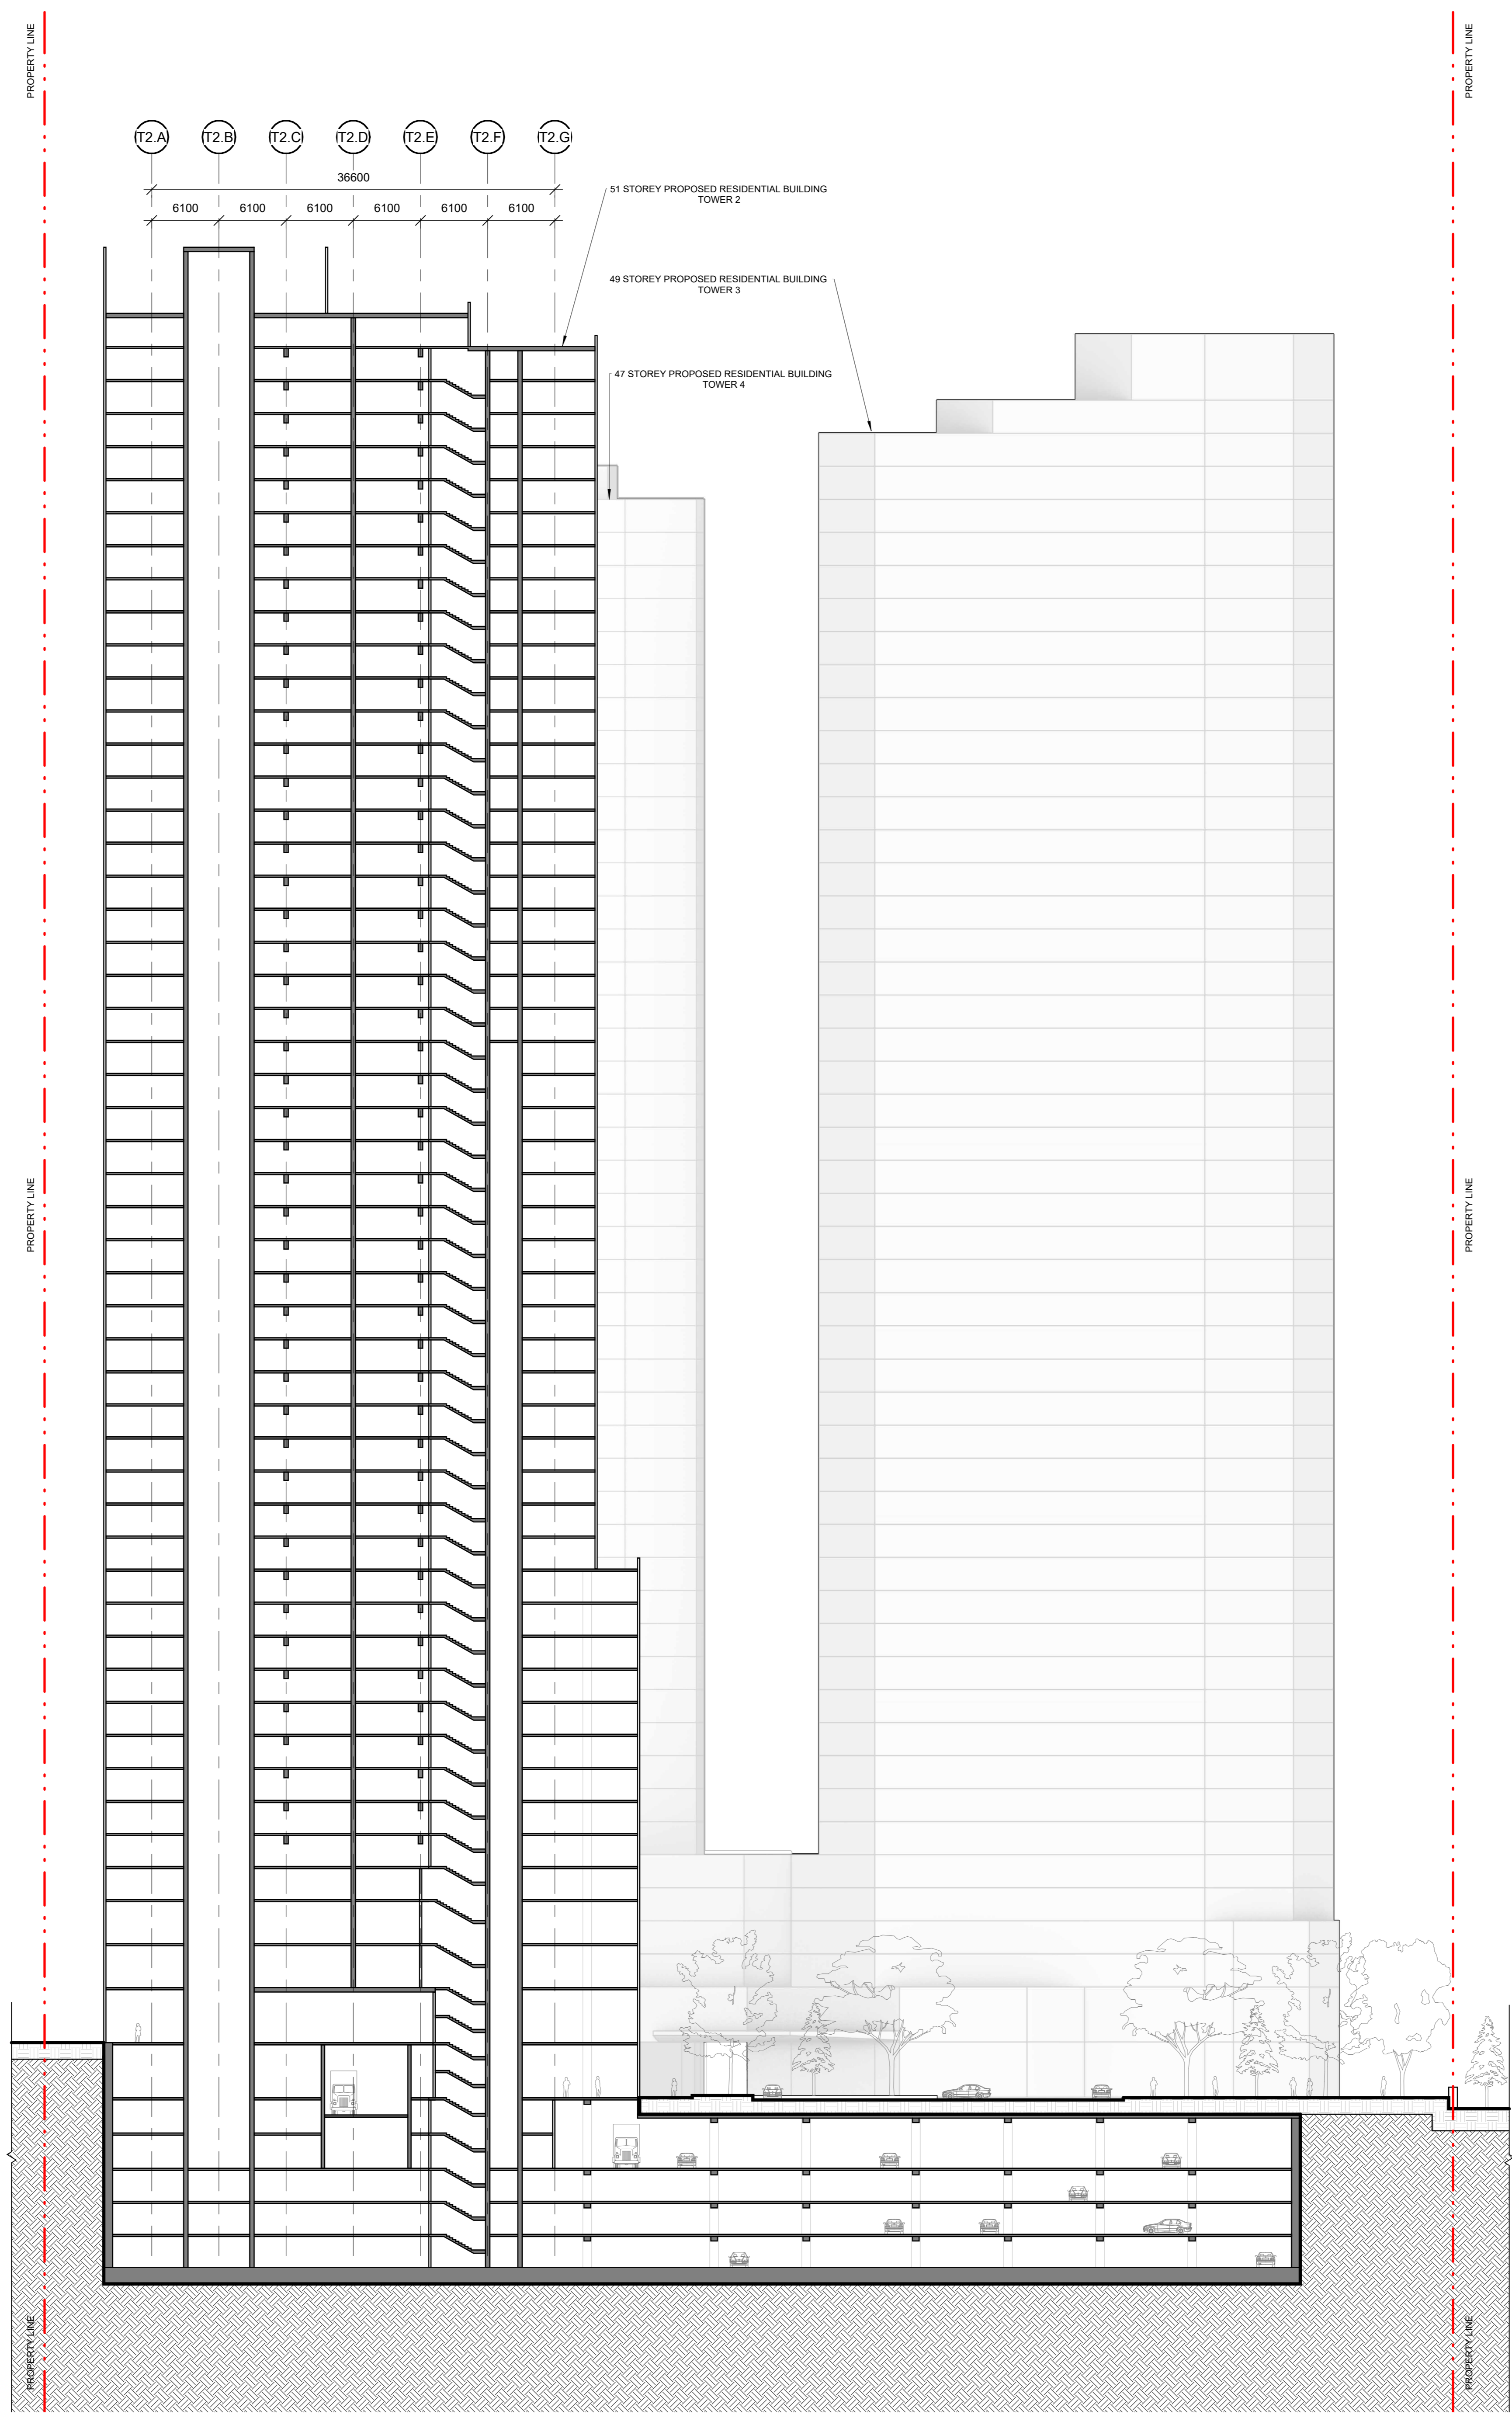 PROPERTY LINE
PROPERTY LINE
T2.A
T2.B
T2.C
T2.D
T2.E
T2.F
T2.G
36600
6100
6100
6100
6100
6100
6100
51 STOREY PROPOSED RESIDENTIAL BUILDING
TOWER 2
49 STOREY PROPOSED RESIDENTIAL BUILDING
TOWER 3
47 STOREY PROPOSED RESIDENTIAL BUILDING
TOWER 4
PROPERTY LINE
PROPERTY LINE
PROPERTY LINE
PROPERTY LINE